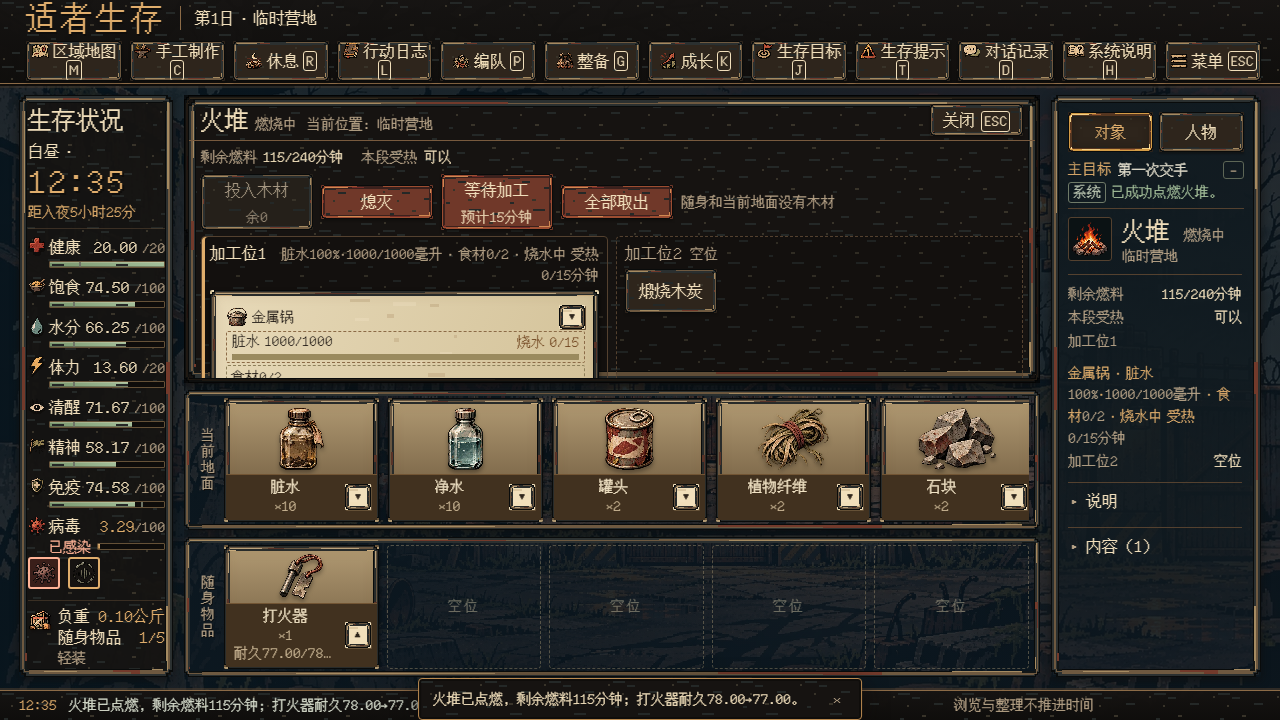 适者生存
第1日 · 临时营地
区域地图 M
手工制作 C
休息 R
行动日志 L
编队 P
整备 G
成长 K
生存目标 J
生存提示 T
对话记录 D
系统说明 H
菜单 ESC
生存状况
白昼 ·
12:35
距入夜5小时25分
健康 20.00 /20
饱食 74.50 /100
水分 66.25 /100
体力 13.60 /20
清醒 71.67 /100
精神 58.17 /100
免疫 74.58 /100
病毒 3.29/100
已感染
负重 0.10公斤
随身物品 1/5
轻装
火堆 燃烧中 当前位置: 临时营地
关闭 ESC
剩余燃料 115/240分钟 本段受热 可以
投入木材
余0
熄灭
等待加工
预计15分钟
全部取出
随身和当前地面没有木材
加工位1 脏水100%·1000/1000毫升 · 食材0/2 · 烧水中 受热
0/15分钟
金属锅
脏水 1000/1000 烧水 0/15
食材0/2
加工位2 空位
煅烧木炭
当前地面
脏水
×10
净水
×10
罐头
×2
植物纤维
×2
石块
×2
随身物品
打火器
×1
耐久77.00/78…
空位
空位
空位
空位
对象
人物
主目标 第一次交手 −
系统 已成功点燃火堆。
火堆 燃烧中
临时营地
剩余燃料 115/240分钟
本段受热 可以
加工位1
金属锅 · 脏水
100%·1000/1000毫升 · 食
材0/2 · 烧水中 受热
0/15分钟
加工位2 空位
说明
内容 (1)
12:35 火堆已点燃，剩余燃料115分钟；打火器耐久78.00→77.0
火堆已点燃，剩余燃料115分钟；打火器耐久78.00→77.00。 ×
浏览与整理不推进时间